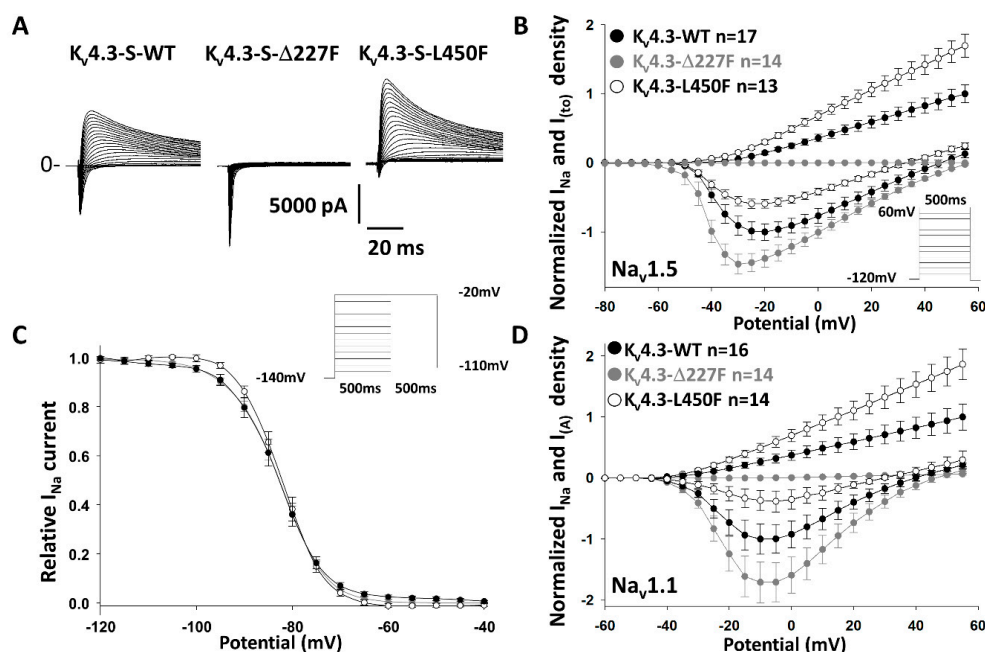 A
Kv4.3-S-WT Kv4.3-S-Δ227F Kv4.3-S-L450F
0-
5000 pA
20 ms
B
Normalized INa and I(to) density
2
1
0
-1
Kv4.3-WT n=17
Kv4.3-Δ227F n=14
Kv4.3-L450F n=13
500ms
60mV
-120mV
Nav1.5
-80 -60 -40 -20 0 20 40 60
Potential (mV)
C
Relative INa current
1.0
0.8
0.6
0.4
0.2
0.0
-20mV
-140mV
-110mV
500ms 500ms
-120 -100 -80 -60 -40
Potential (mV)
D
Normalized INa and I(A) density
2
1
0
-1
-2
Kv4.3-WT n=16
Kv4.3-Δ227F n=14
Kv4.3-L450F n=14
Nav1.1
-60 -40 -20 0 20 40 60
Potential (mV)